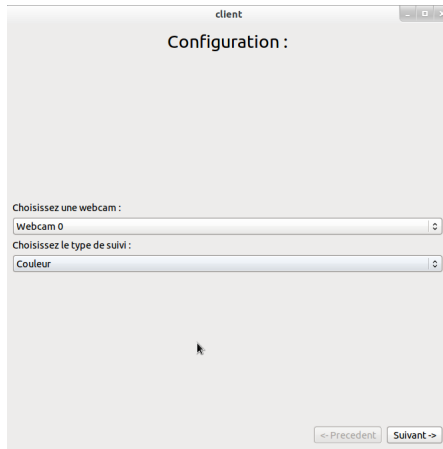 client
Configuration :
Choisissez une webcam :
Webcam 0
Choisissez le type de suivi :
Couleur
<- Precedent Suivant ->